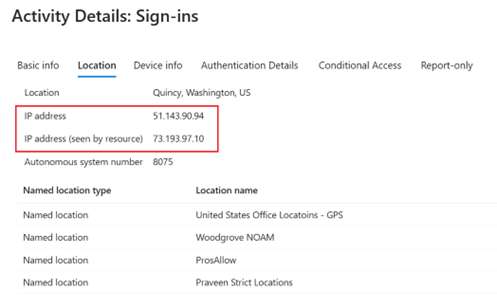 Activity Details: Sign-ins
Basic info Location Device info Authentication Details Conditional Access Report-only
Location Quincy, Washington, US
IP address 51.143.90.94
IP address (seen by resource) 73.193.97.10
Autonomous system number 8075
Named location type Location name
Named location United States Office Locatoins - GPS
Named location Woodgrove NOAM
Named location ProsAllow
Named location Praveen Strict Locations